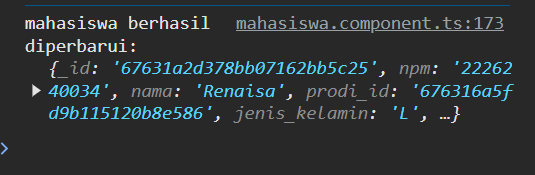 mahasiswa berhasil mahasiswa.component.ts:173
diperbarui:
{_id: '67631a2d378bb07162bb5c25', npm: '22262
40034', nama: 'Renaisa', prodi_id: '676316a5f
d9b115120b8e586', jenis_kelamin: 'L', …}